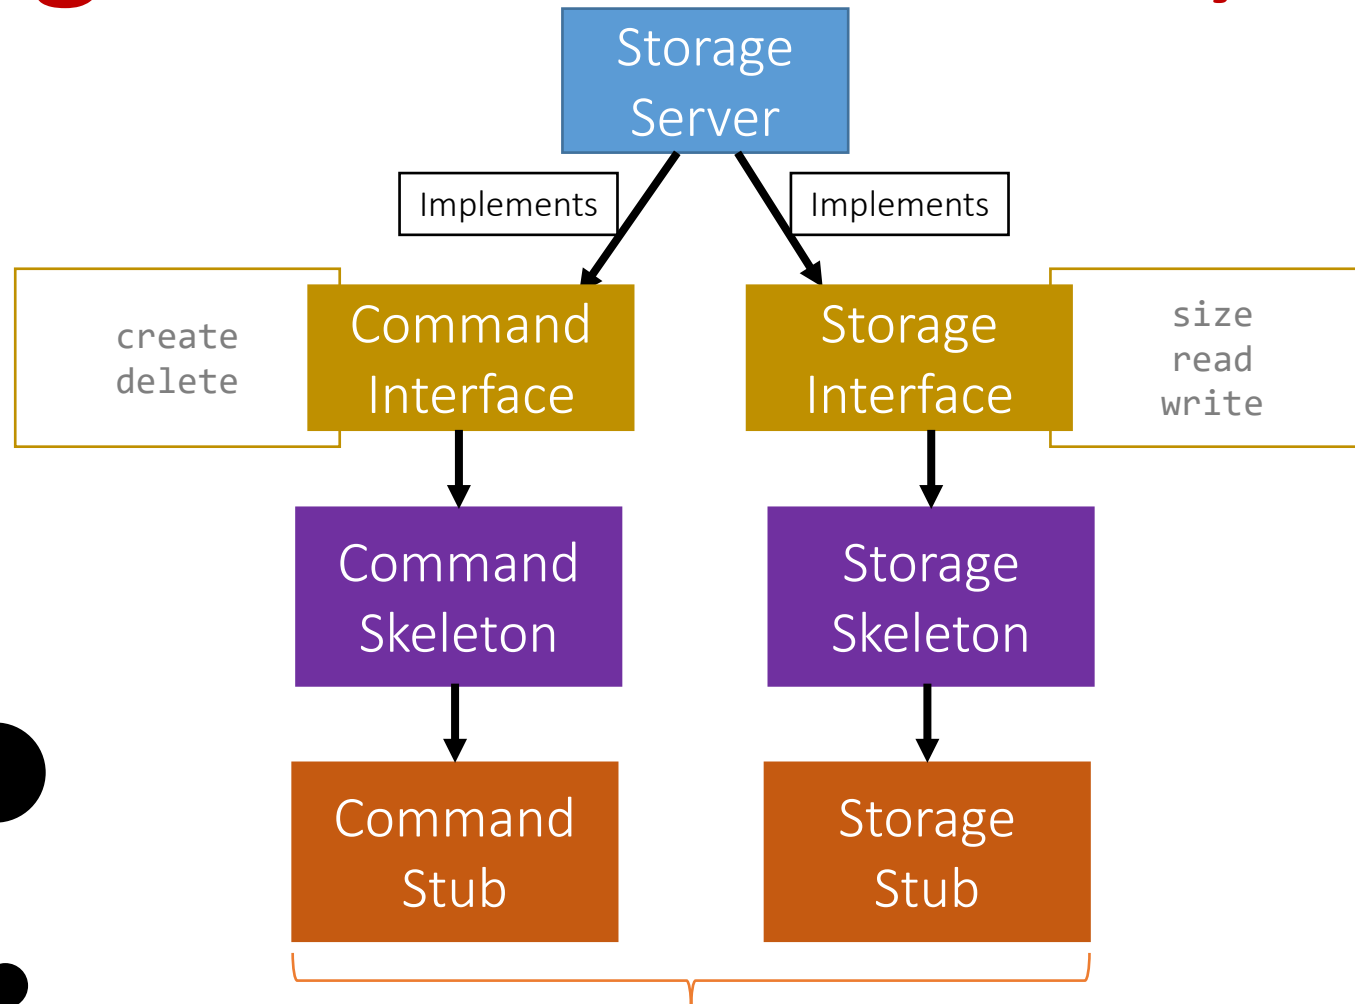 Storage
Server
Implements
Implements
create
delete
Command
Interface
Storage
Interface
size
read
write
Command
Skeleton
Storage
Skeleton
Command
Stub
Storage
Stub